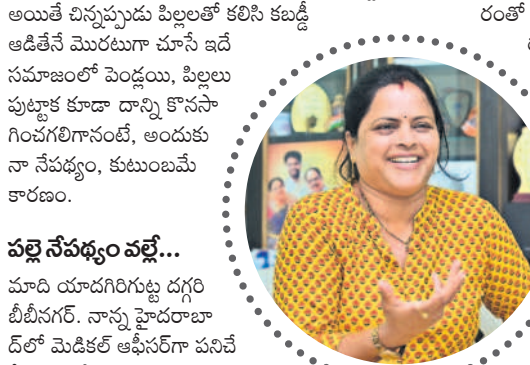 అయితే చిన్నప్పుడు పిల్లలతో కలిసి కబడ్డీ
ఆడితేనే మొరటుగా చూసే ఇదే
సమాజంలో పెండ్లయి, పిల్లలు
పుట్టాక కూడా దాన్ని కొనసా
గించగలిగానంటే, అందుకు
నా నేపథ్యం, కుటుంబమే
కారణం.
పల్లె నేపథ్యం వల్లే...
మాది యాదగిరిగుట్ట దగ్గరి
బీబీనగర్. నాన్న హైదరాబా
ద్‌లో మెడికల్ ఆఫీసర్‌గా పనిచే
రంతో